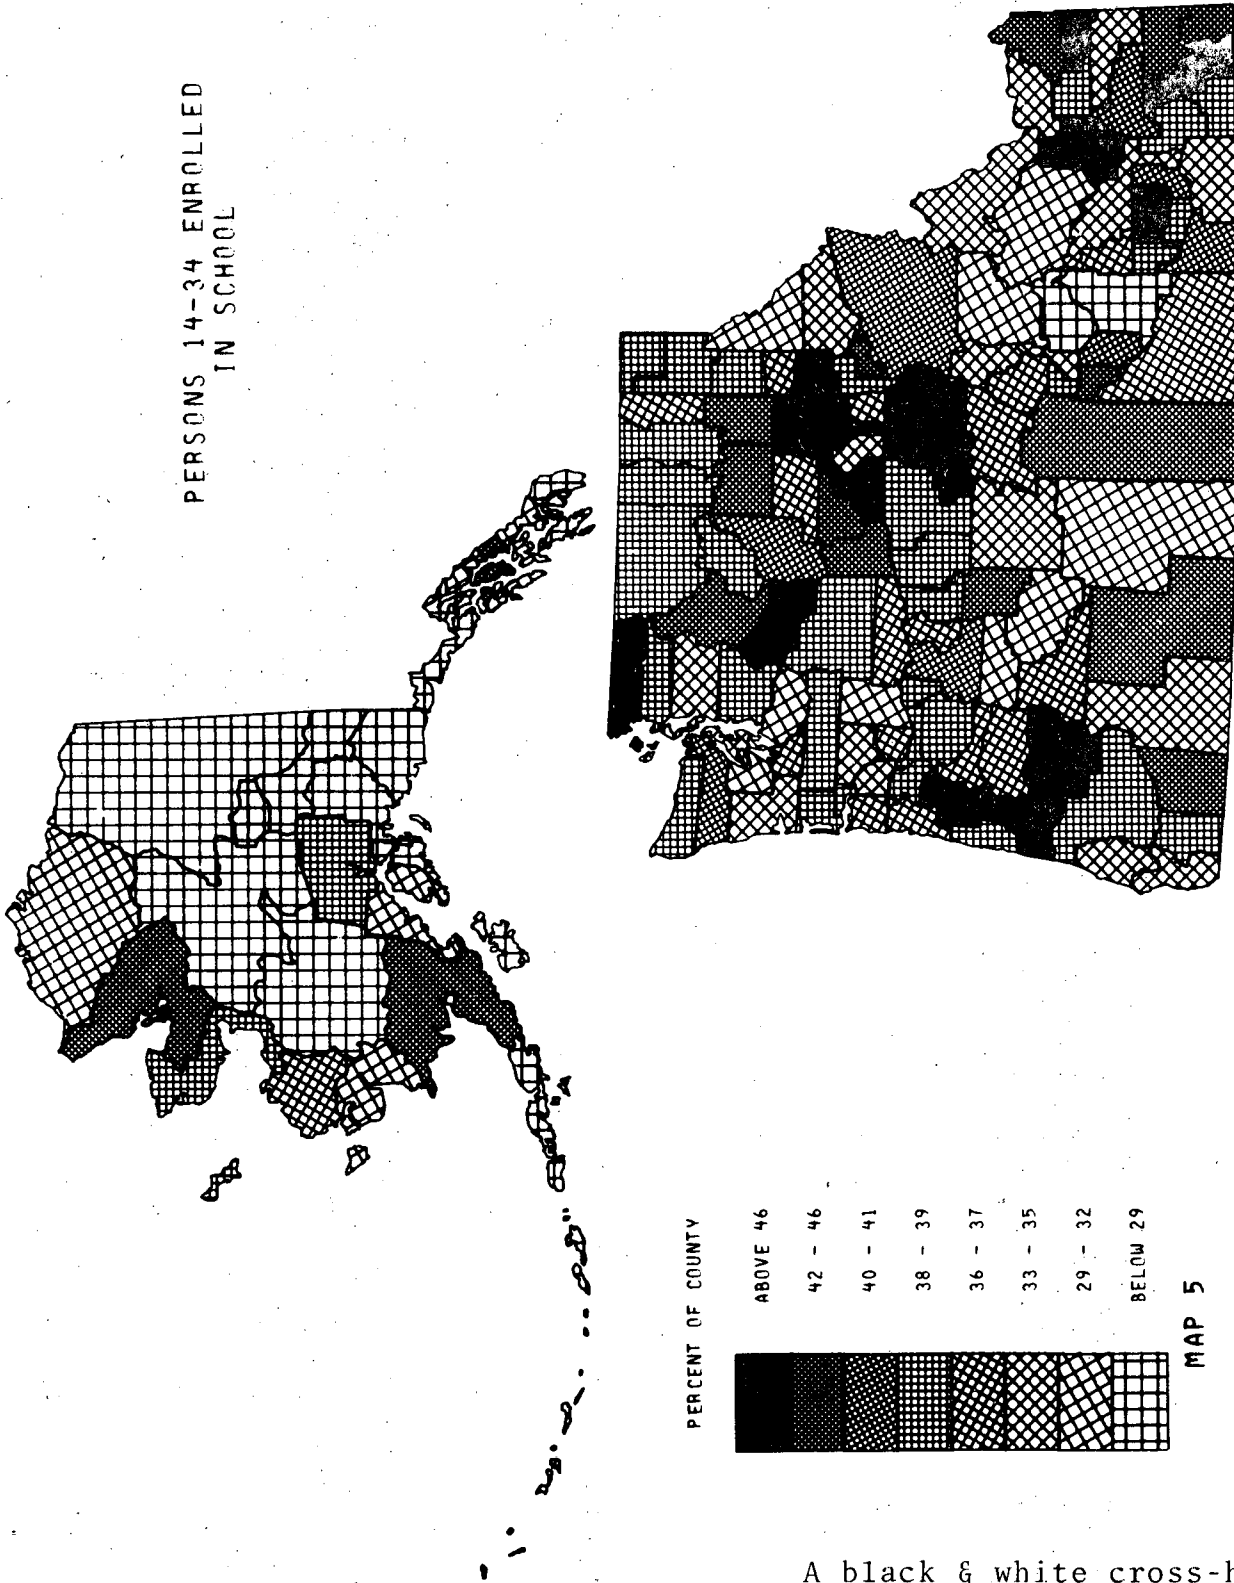 PERSONS 14-34 ENROLLED
IN SCHOOL
PERCENT OF COUNTY
ABOVE 46
42 - 46
40 - 41
38 - 39
36 - 37
33 - 35
29 - 32
BELOW 29
MAP 5
A black & white cross-h